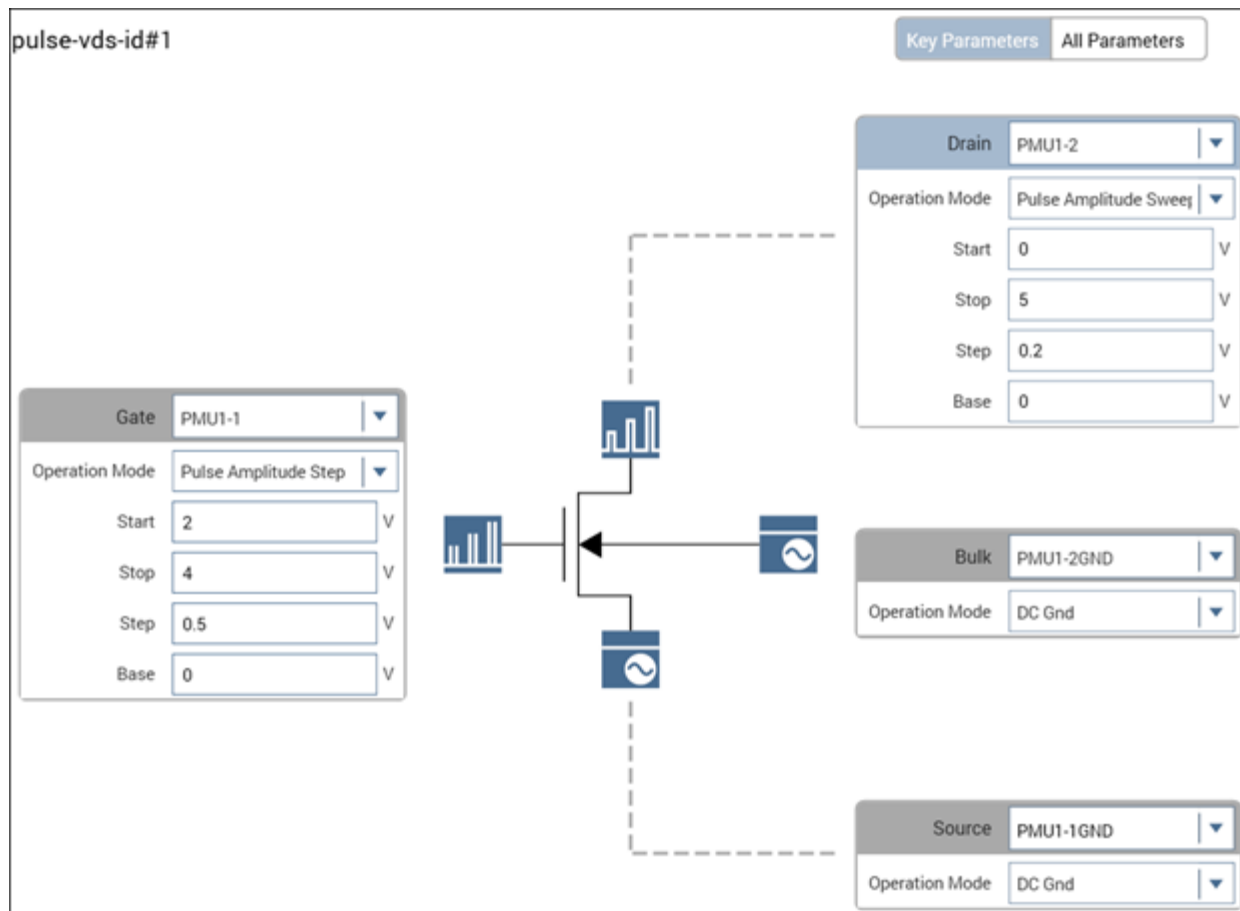 pulse-vds-id#1
Key Parameters All Parameters
Drain PMU1-2
Operation Mode Pulse Amplitude Sweep
Start 0 V
Stop 5 V
Step 0.2 V
Base 0 V
Gate PMU1-1
Operation Mode Pulse Amplitude Step
Start 2 V
Stop 4 V
Step 0.5 V
Base 0 V
Bulk PMU1-2GND
Operation Mode DC Gnd
Source PMU1-1GND
Operation Mode DC Gnd